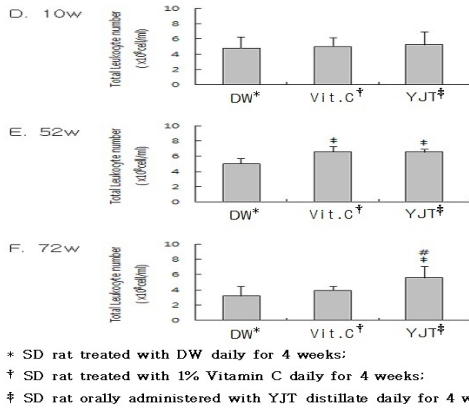 D. 10w
Total Leukocyte number
(x10⁶cell/ml)
10
8
6
4
2
0
DW* Vit.C† YJT‡
E. 52w
Total Leukocyte number
10
8
6
4
2
0
‡ ‡
DW* Vit.C† YJT‡
F. 72w
Total Leukocyte number
10
8
6
4
2
0
#
‡
DW* Vit.C† YJT‡
* SD rat treated with DW daily for 4 weeks;
† SD rat treated with 1% Vitamin C daily for 4 weeks;
‡ SD rat orally administered with YJT distillate daily for 4 w